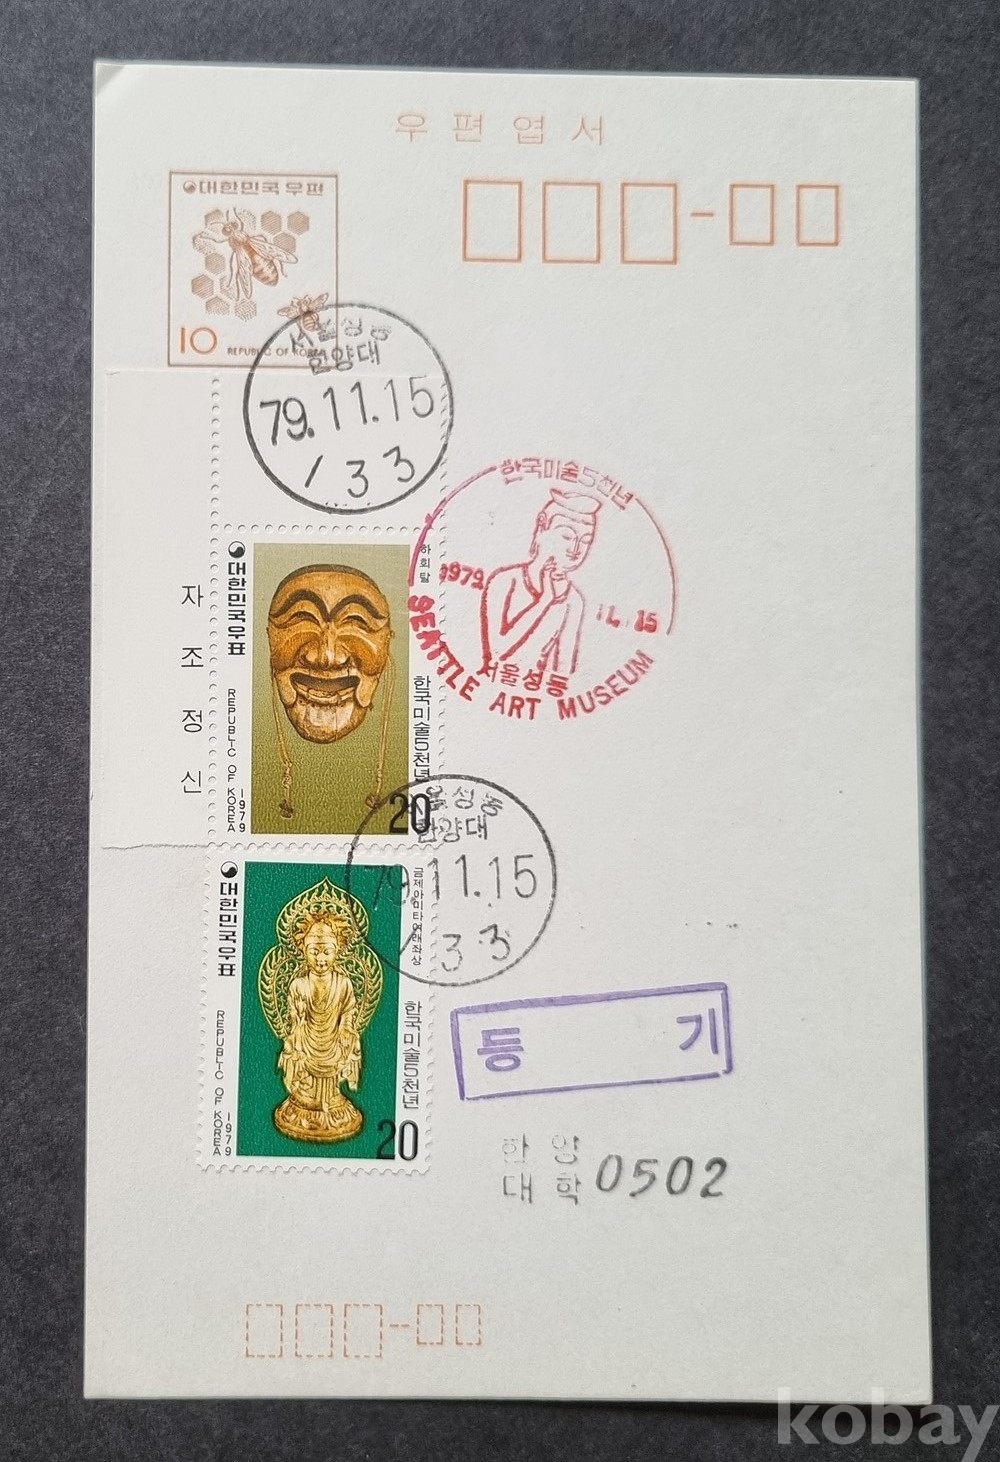 우편엽서
대한민국우편
10
REPUBLIC OF KOREA
서울성동
한양대
79.11.15
133
한국미술5천년
1979
11.15
서울성동
SEATTLE ART MUSEUM
자조정신
대한민국우표
REPUBLIC OF KOREA
1979
하회탈
한국미술5천년
20
서울성동
한양대
79.11.15
133
대한민국우표
REPUBLIC OF KOREA
1979
금제아미타여래좌상
한국미술5천년
20
등기
한양
대학 0502
kobay